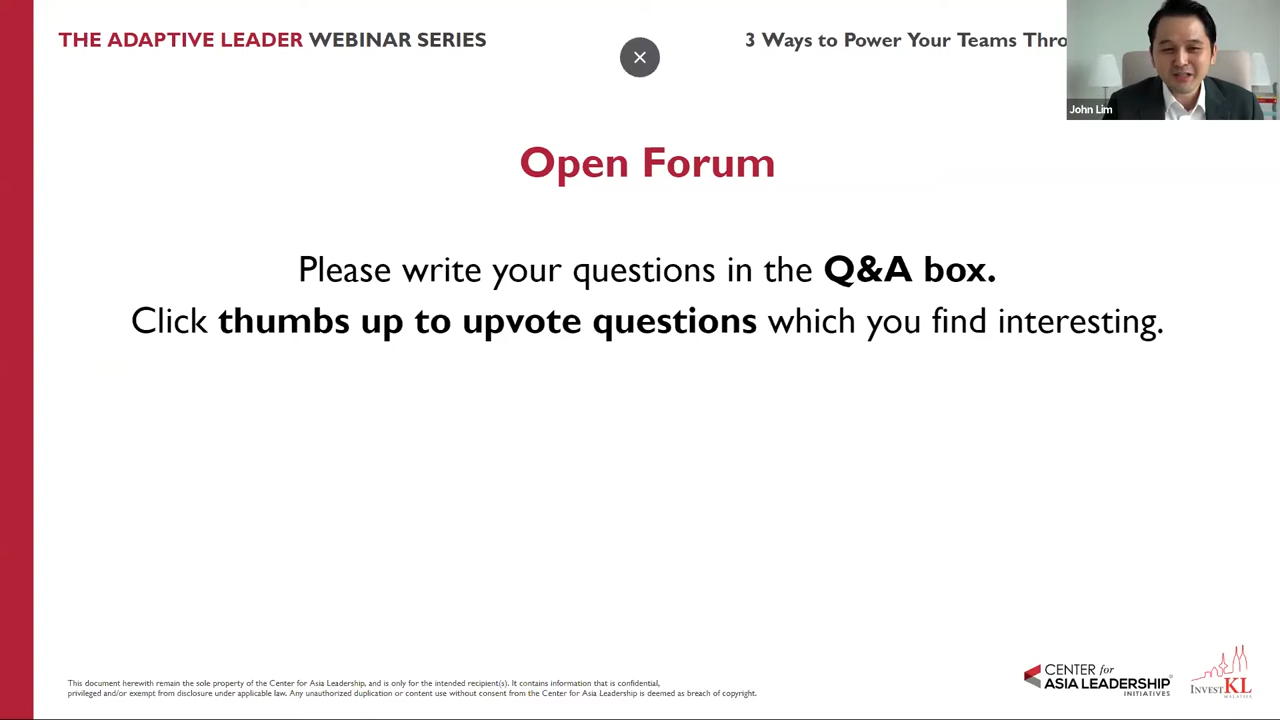 THE ADAPTIVE LEADER WEBINAR SERIES
3 Ways to Power Your Teams Thro
John Lim
Open Forum
Please write your questions in the Q&A box.
Click thumbs up to upvote questions which you find interesting.
This document herewith remain the sole property of the Center for Asia Leadership, and is only for the intended recipient(s). It contains information that is confidential,
privileged and/or exempt from disclosure under applicable law. Any unauthorized duplication or content use without consent from the Center for Asia Leadership is deemed as breach of copyright.
CENTER for
ASIA LEADERSHIP
INITIATIVES
INVESTKL
MALAYSIA